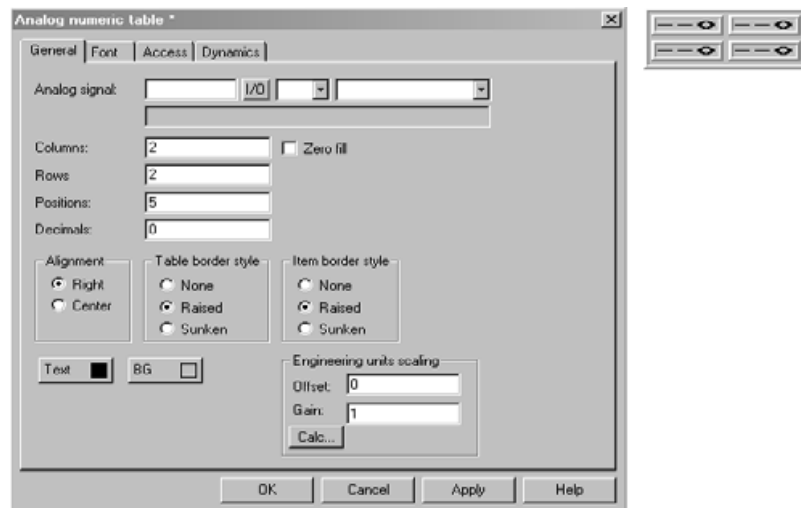 Analog numeric table *
General Font Access Dynamics
Analog signal: I/O
Columns: 2 Zero fill
Rows 2
Positions: 5
Decimals: 0
Alignment Table border style Item border style
Right None None
Center Raised Raised
Sunken Sunken
Text BG
Engineering units scaling
Offset: 0
Gain: 1
Calc...
OK Cancel Apply Help